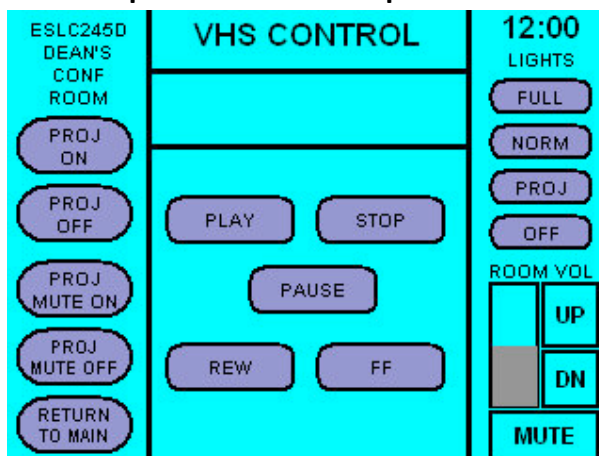 ESLC245D
DEAN'S
CONF
ROOM
PROJ
ON
PROJ
OFF
PROJ
MUTE ON
PROJ
MUTE OFF
RETURN
TO MAIN
VHS CONTROL
PLAY
STOP
PAUSE
REW
FF
12:00
LIGHTS
FULL
NORM
PROJ
OFF
ROOM VOL
UP
DN
MUTE